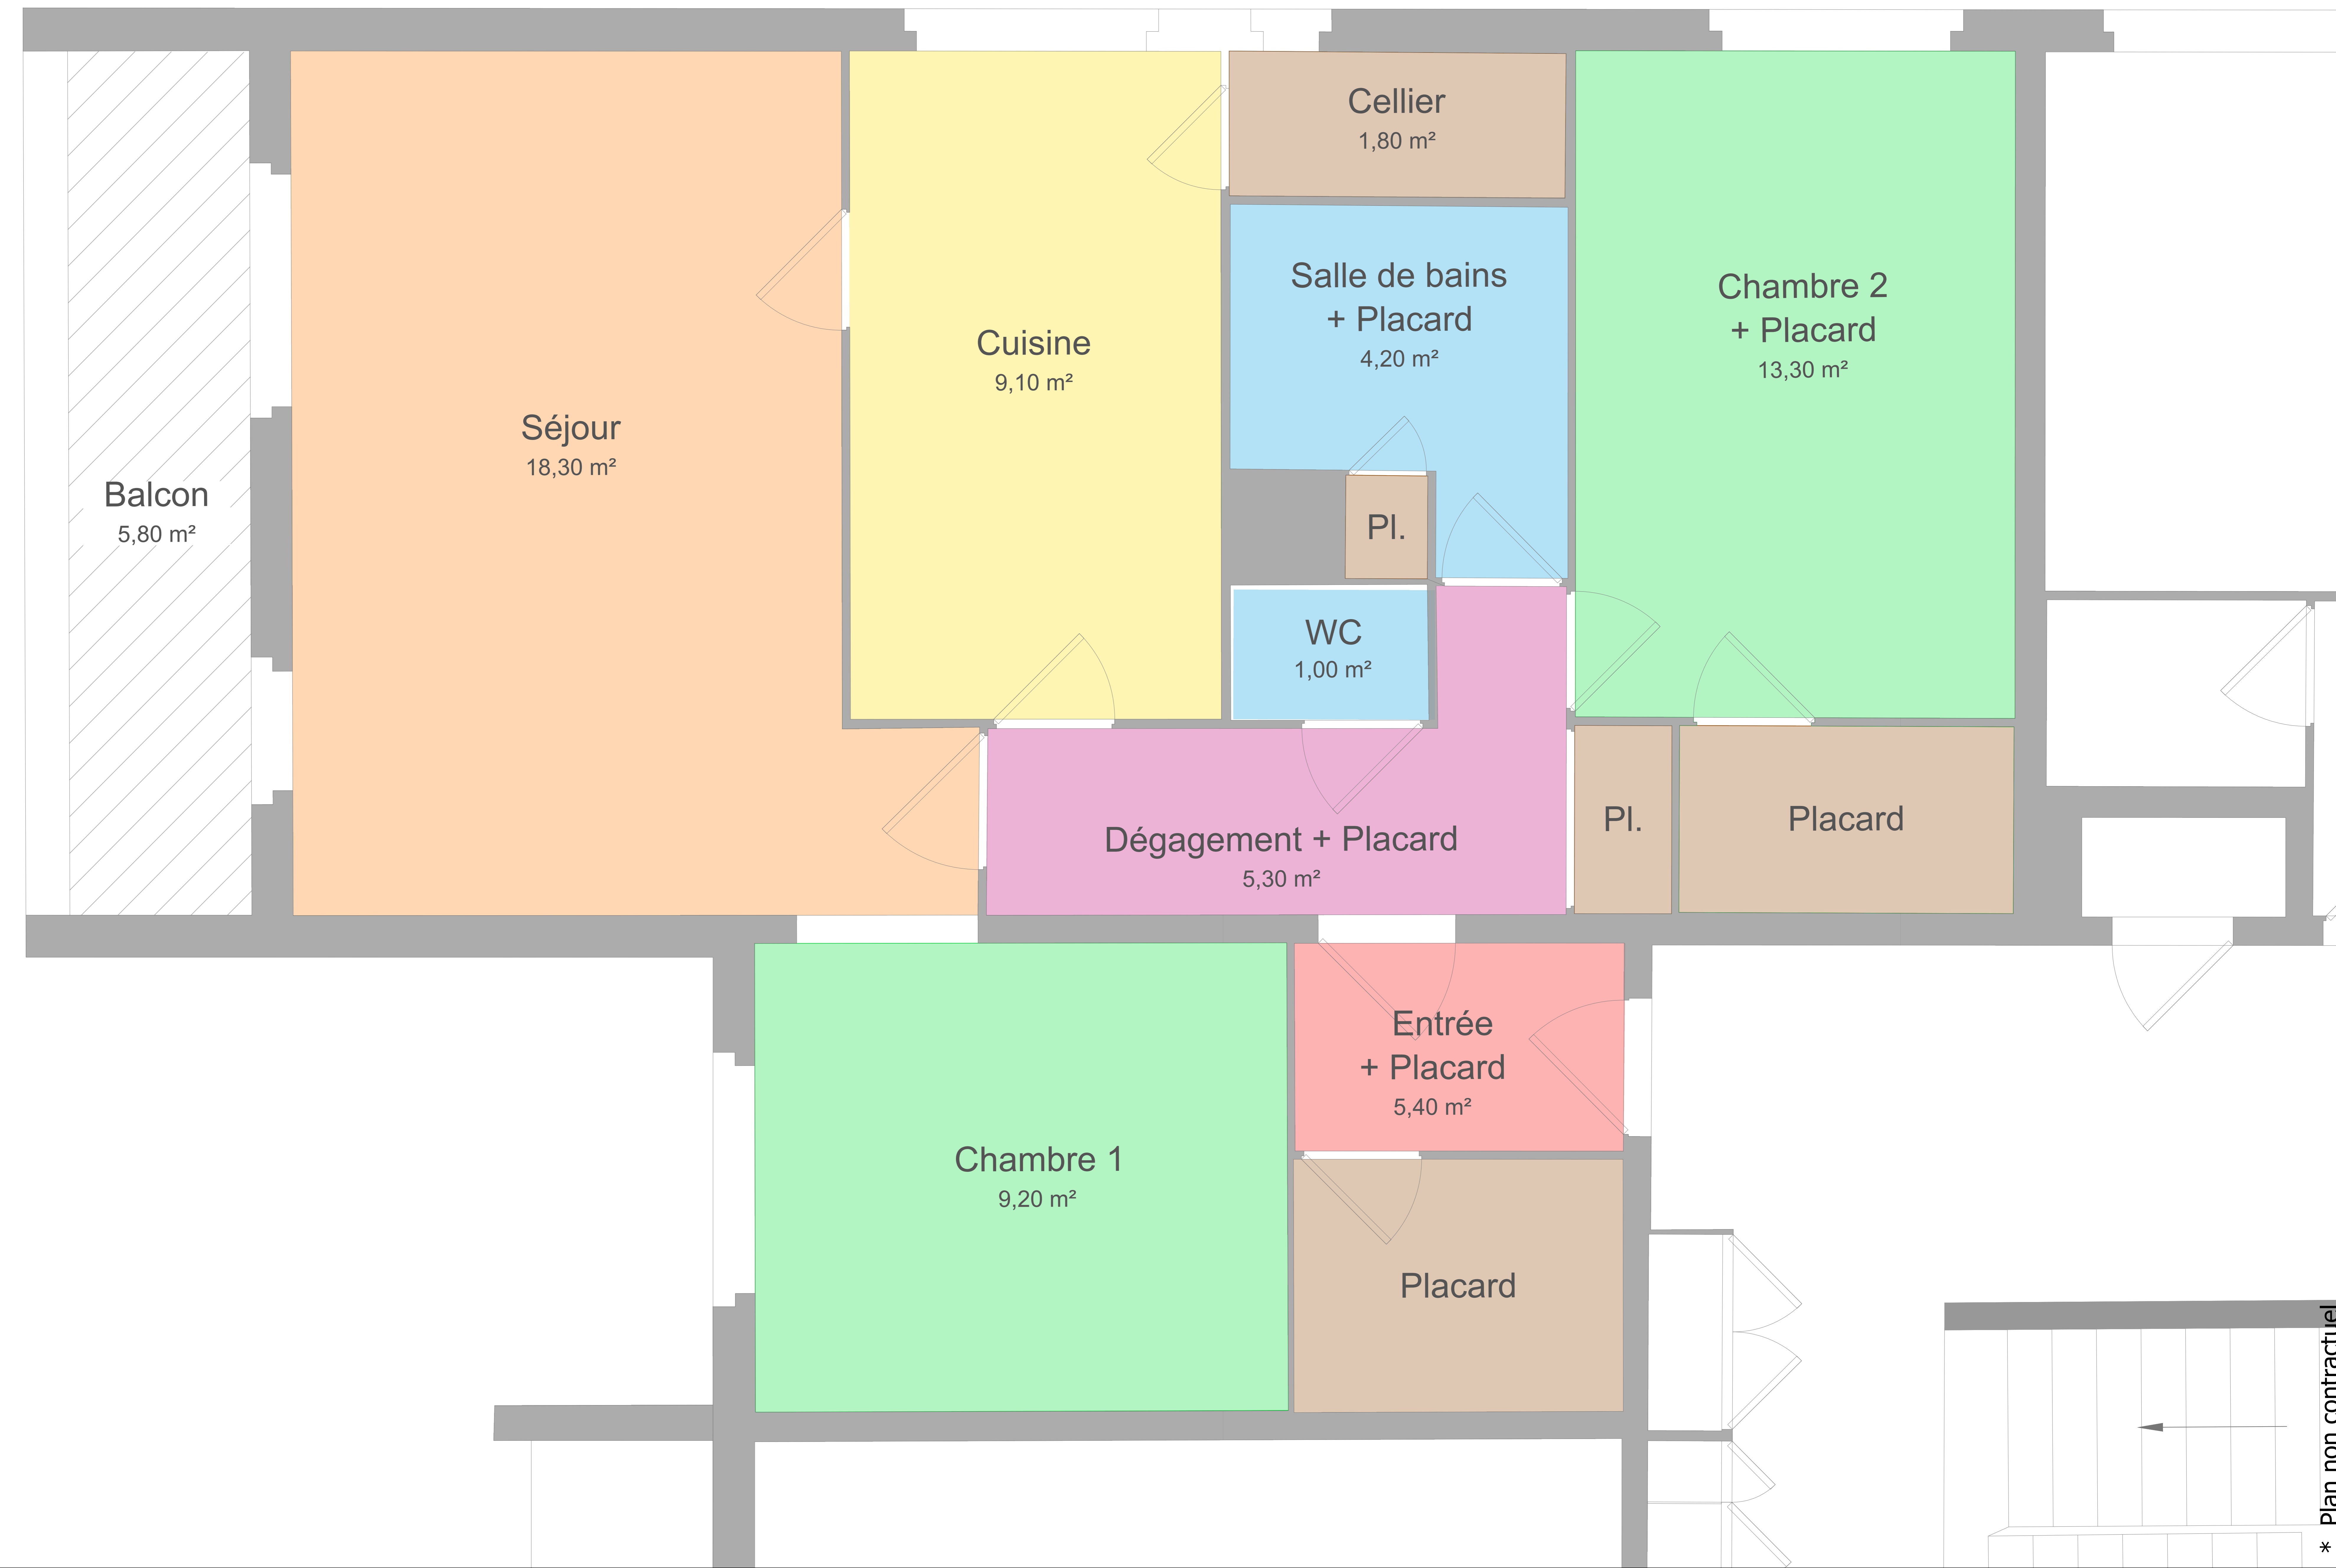 Cellier
1,80 m²
Salle de bains
+ Placard
4,20 m²
Chambre 2
+ Placard
13,30 m²
Cuisine
9,10 m²
Séjour
18,30 m²
Balcon
5,80 m²
Pl.
WC
1,00 m²
Dégagement + Placard
5,30 m²
Pl.
Placard
Entrée
+ Placard
5,40 m²
Chambre 1
9,20 m²
Placard
* Plan non contractuel